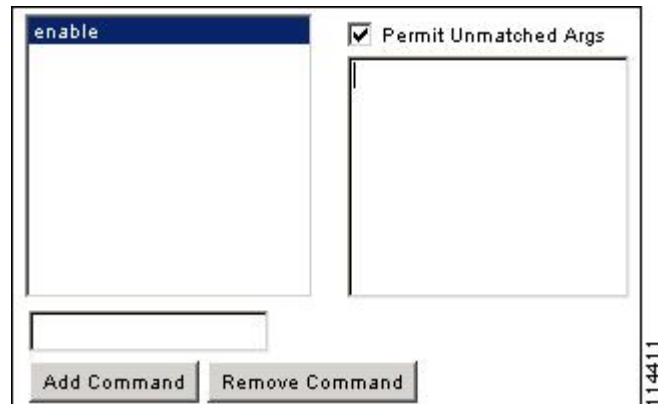 enable
Permit Unmatched Args
Add Command
Remove Command
114411